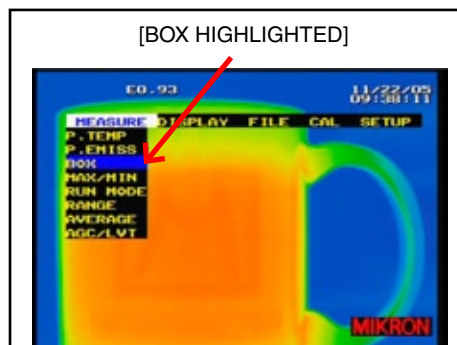 [BOX HIGHLIGHTED]
E0.93 11/22/05
09:38:11
MEASURE DISPLAY FILE CAL SETUP
P.TEMP
P.EMISS
BOX
MAX/MIN
RUN MODE
RANGE
AVERAGE
AGC/LVT
MIKRON